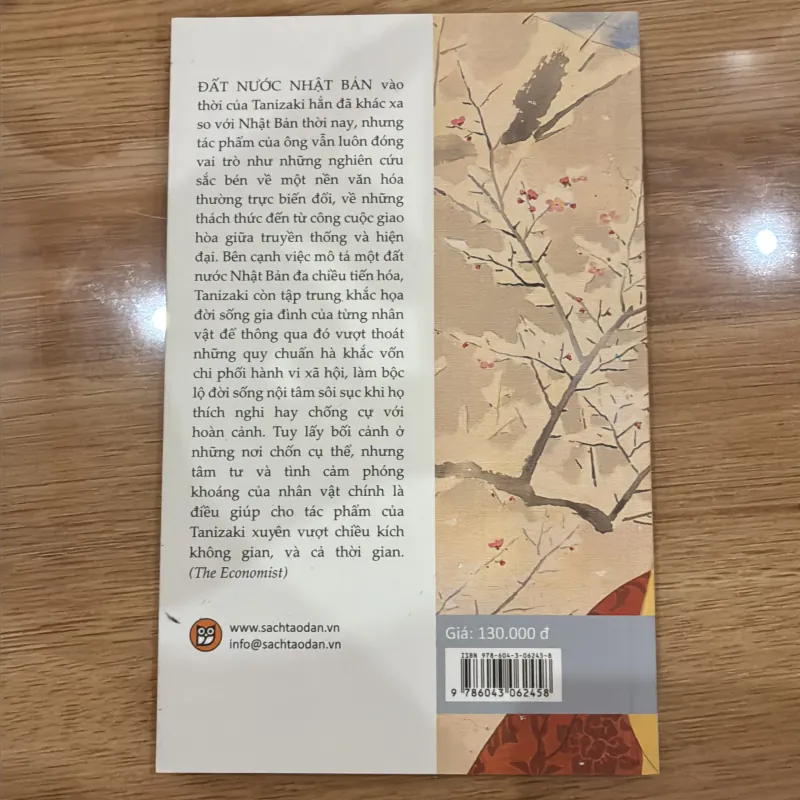 ĐẤT NƯỚC NHẬT BẢN vào
thời của Tanizaki hẳn đã khác xa
so với Nhật Bản thời nay, nhưng
tác phẩm của ông vẫn luôn đóng
vai trò như những nghiên cứu
sắc bén về một nền văn hóa
thường trực biến đổi, về những
thách thức đến từ công cuộc giao
hòa giữa truyền thống và hiện
đại. Bên cạnh việc mô tả một đất
nước Nhật Bản đa chiều tiến hóa,
Tanizaki còn tập trung khắc họa
đời sống gia đình của từng nhân
vật để thông qua đó vượt thoát
những quy chuẩn hà khắc vốn
chi phối hành vi xã hội, làm bộc
lộ đời sống nội tâm sôi sục khi họ
thích nghi hay chống cự với
hoàn cảnh. Tuy lấy bối cảnh ở
những nơi chốn cụ thể, nhưng
tâm tư và tình cảm phóng
khoáng của nhân vật chính là
điều giúp cho tác phẩm của
Tanizaki xuyên vượt chiều kích
không gian, và cả thời gian.
(The Economist)
www.sachtaodan.vn
info@sachtaodan.vn
Giá: 130.000 đ
ISBN 978-604-3-06245-8
9 786043 062458